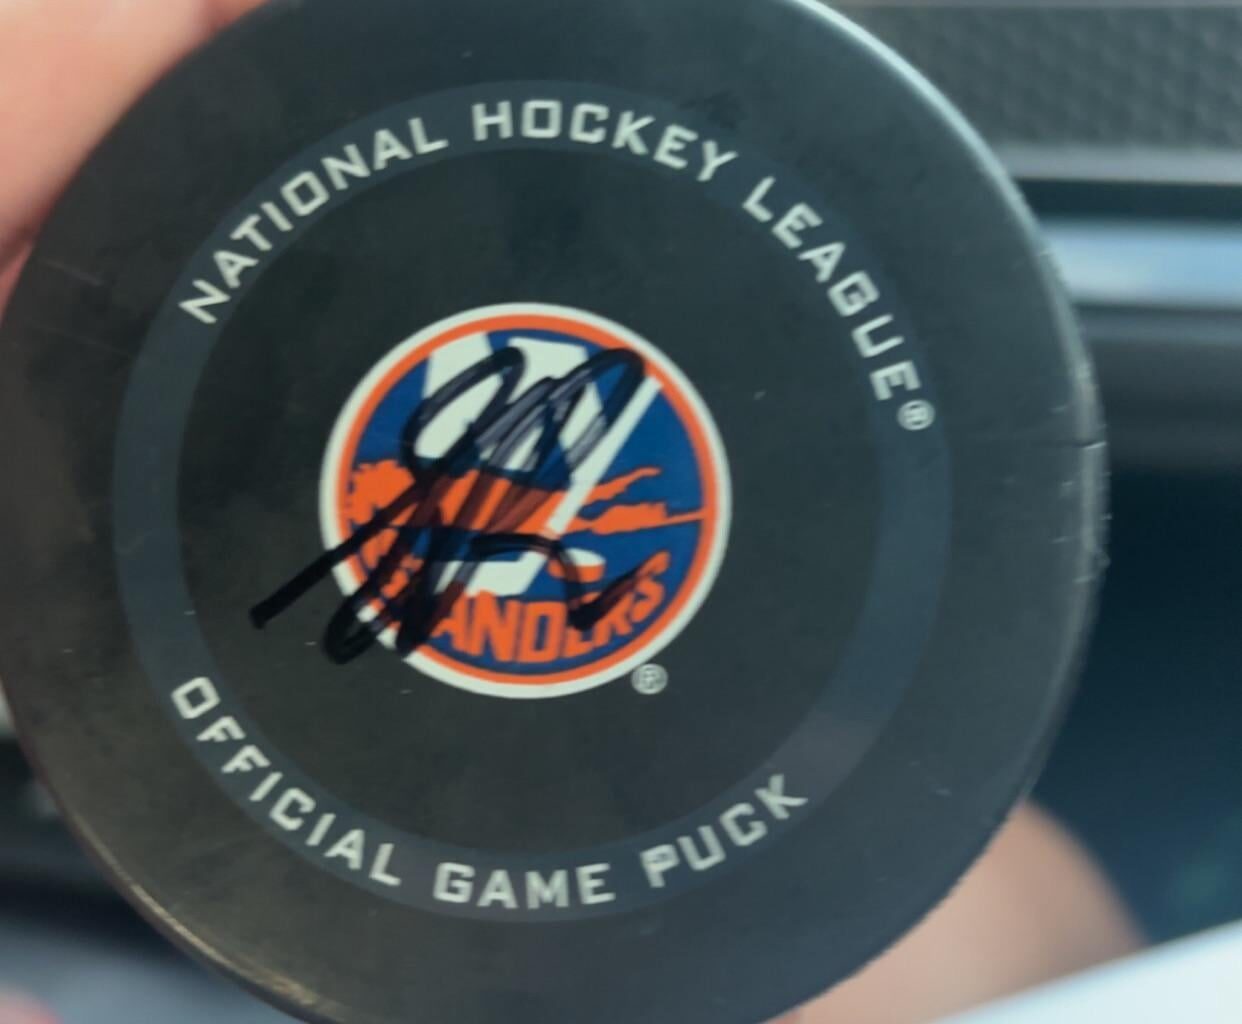 NATIONAL HOCKEY LEAGUE®
ISLANDERS
®
OFFICIAL GAME PUCK